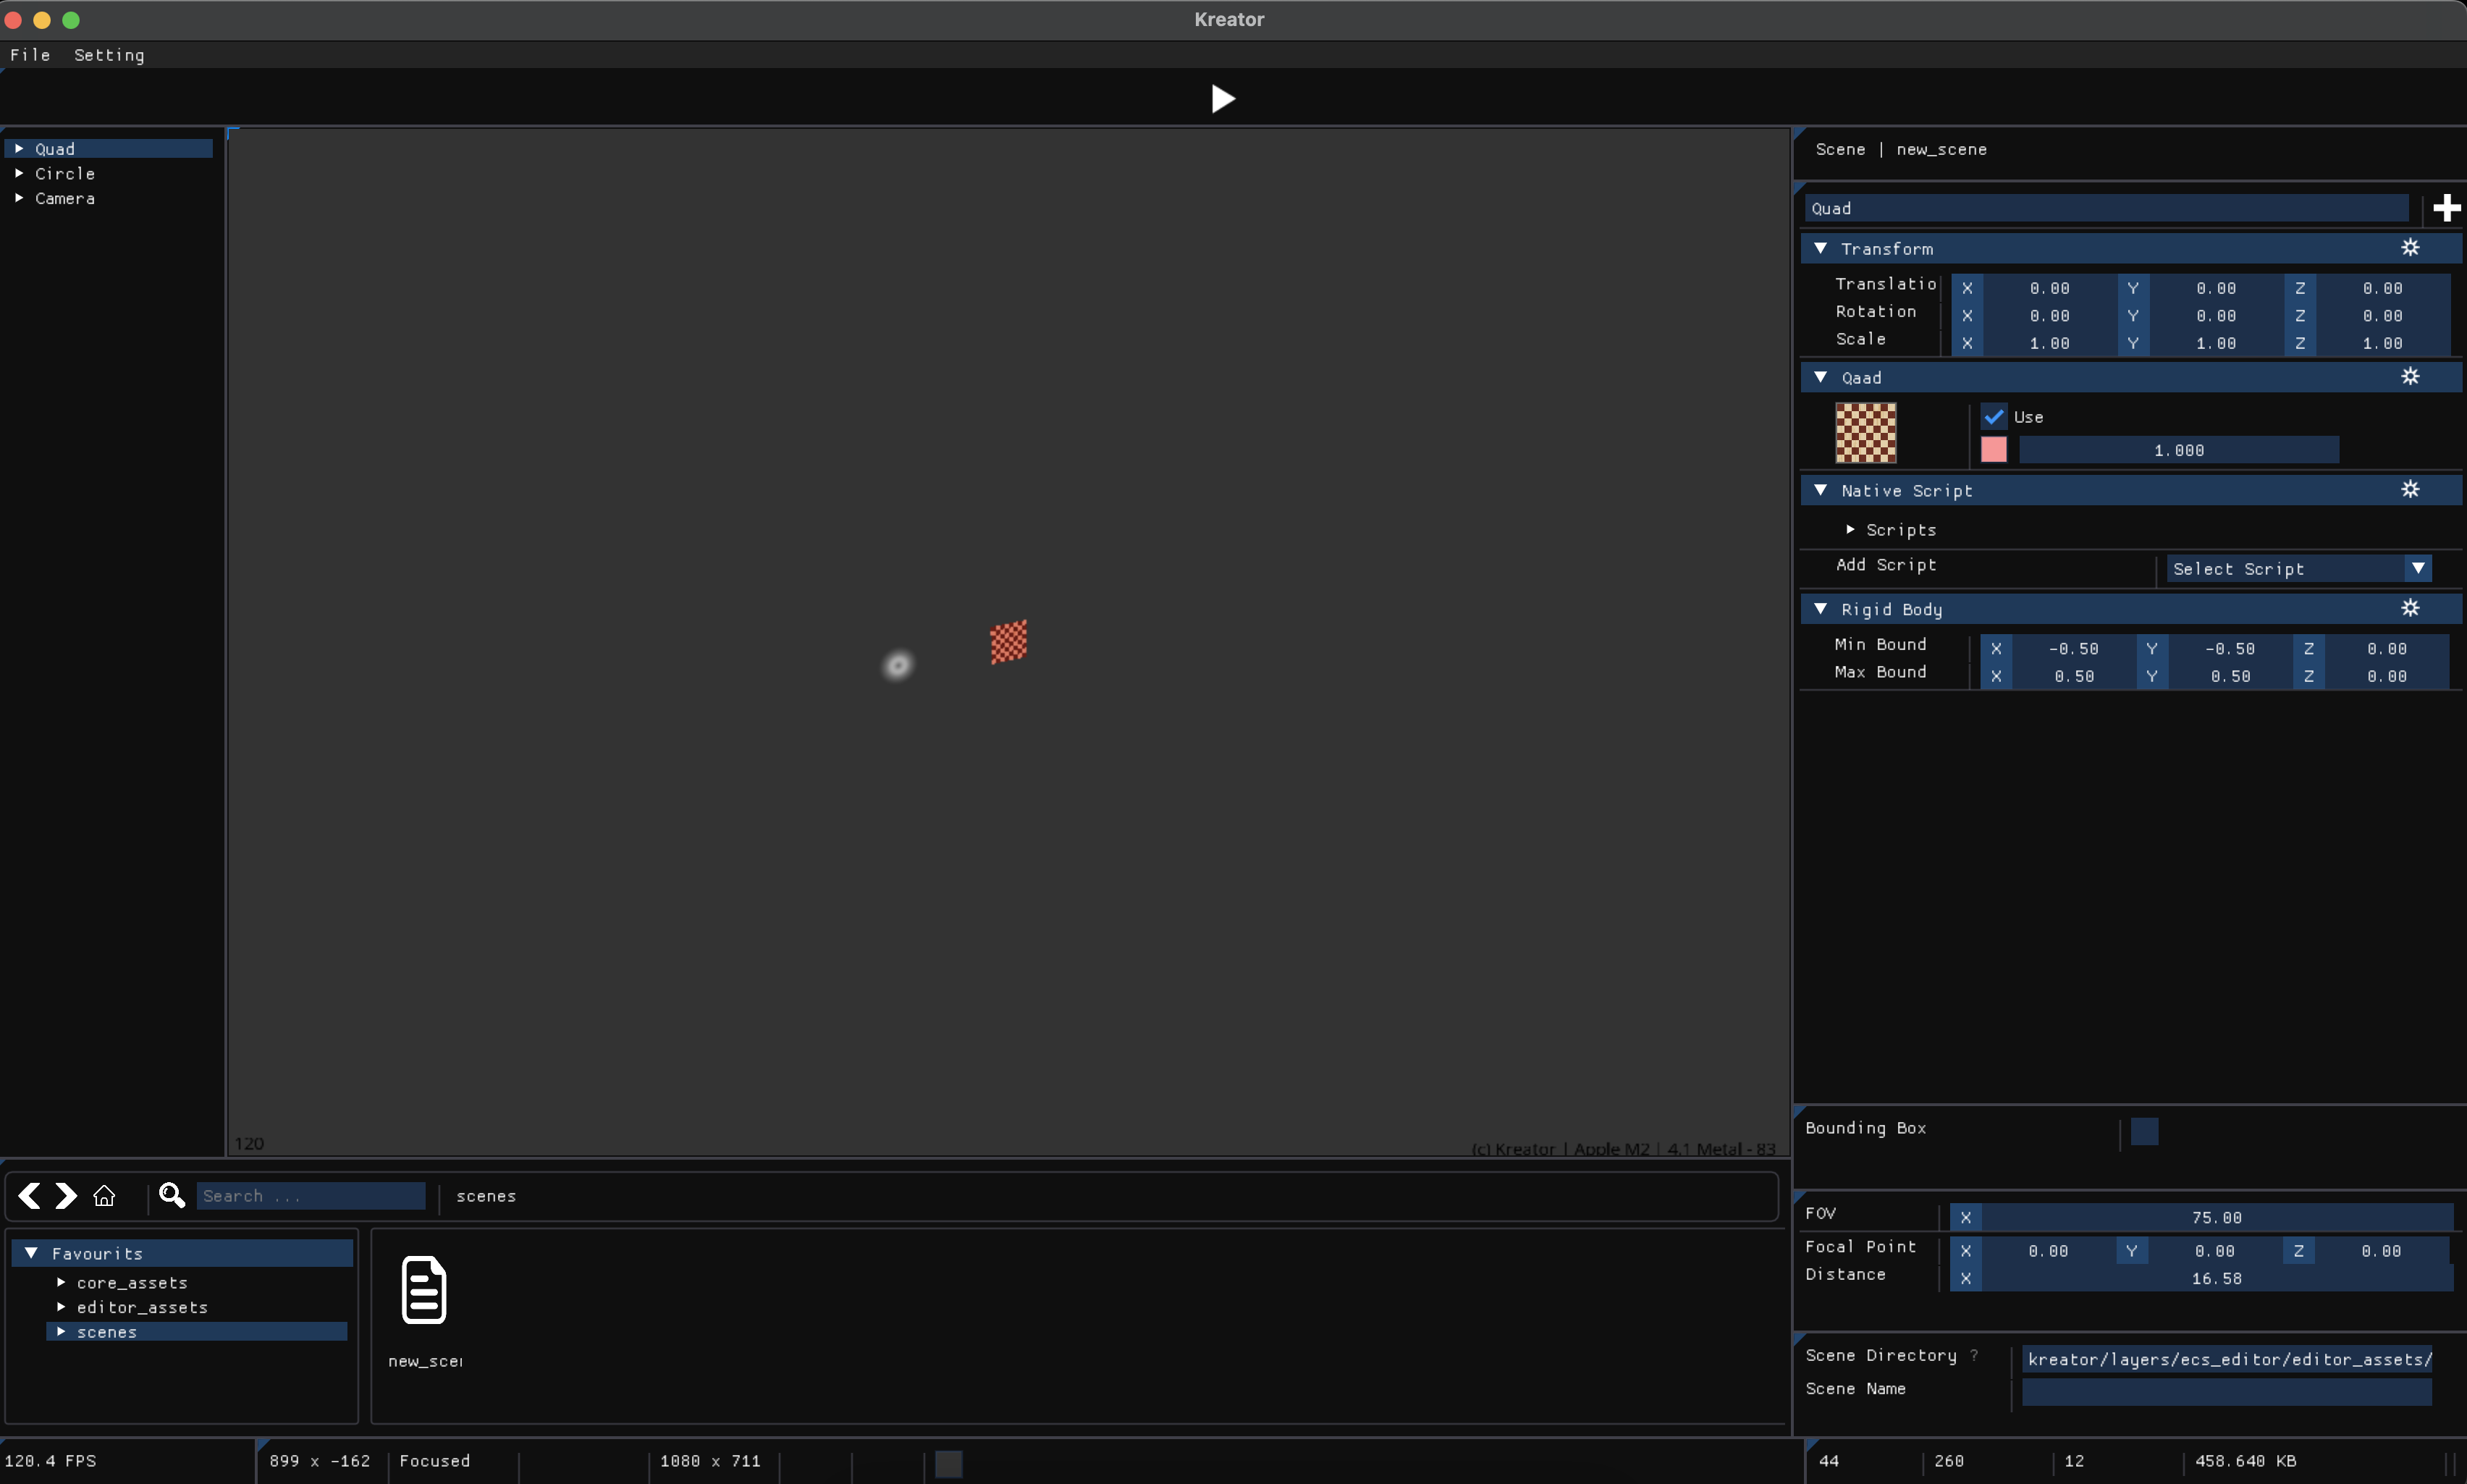 Kreator
File Setting
Quad
Circle
Camera
120
(c) Kreator | Apple M2 | 4.1 Metal - 83
Scene | new_scene
Quad
Transform
Translatio X 0.00 Y 0.00 Z 0.00
Rotation X 0.00 Y 0.00 Z 0.00
Scale X 1.00 Y 1.00 Z 1.00
Qaad
Use
1.000
Native Script
Scripts
Add Script Select Script
Rigid Body
Min Bound X -0.50 Y -0.50 Z 0.00
Max Bound X 0.50 Y 0.50 Z 0.00
Bounding Box
FOV X 75.00
Focal Point X 0.00 Y 0.00 Z 0.00
Distance X 16.58
Scene Directory ? kreator/layers/ecs_editor/editor_assets/
Scene Name
Search ... scenes
Favourits
core_assets
editor_assets
scenes
new_scei
120.4 FPS 899 x -162 Focused 1080 x 711 44 260 12 458.640 KB